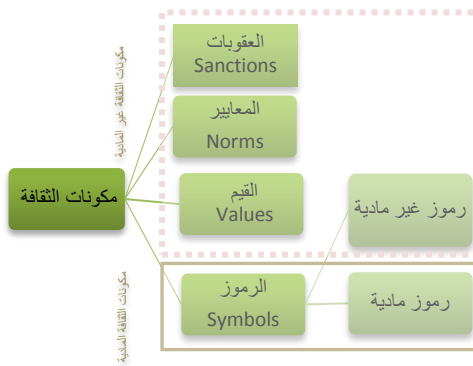 مكونات الثقافة غير المادية
العقوبات
Sanctions
المعايير
Norms
مكونات الثقافة
القيم
Values
رموز غير مادية
مكونات الثقافة المادية
الرموز
Symbols
رموز مادية